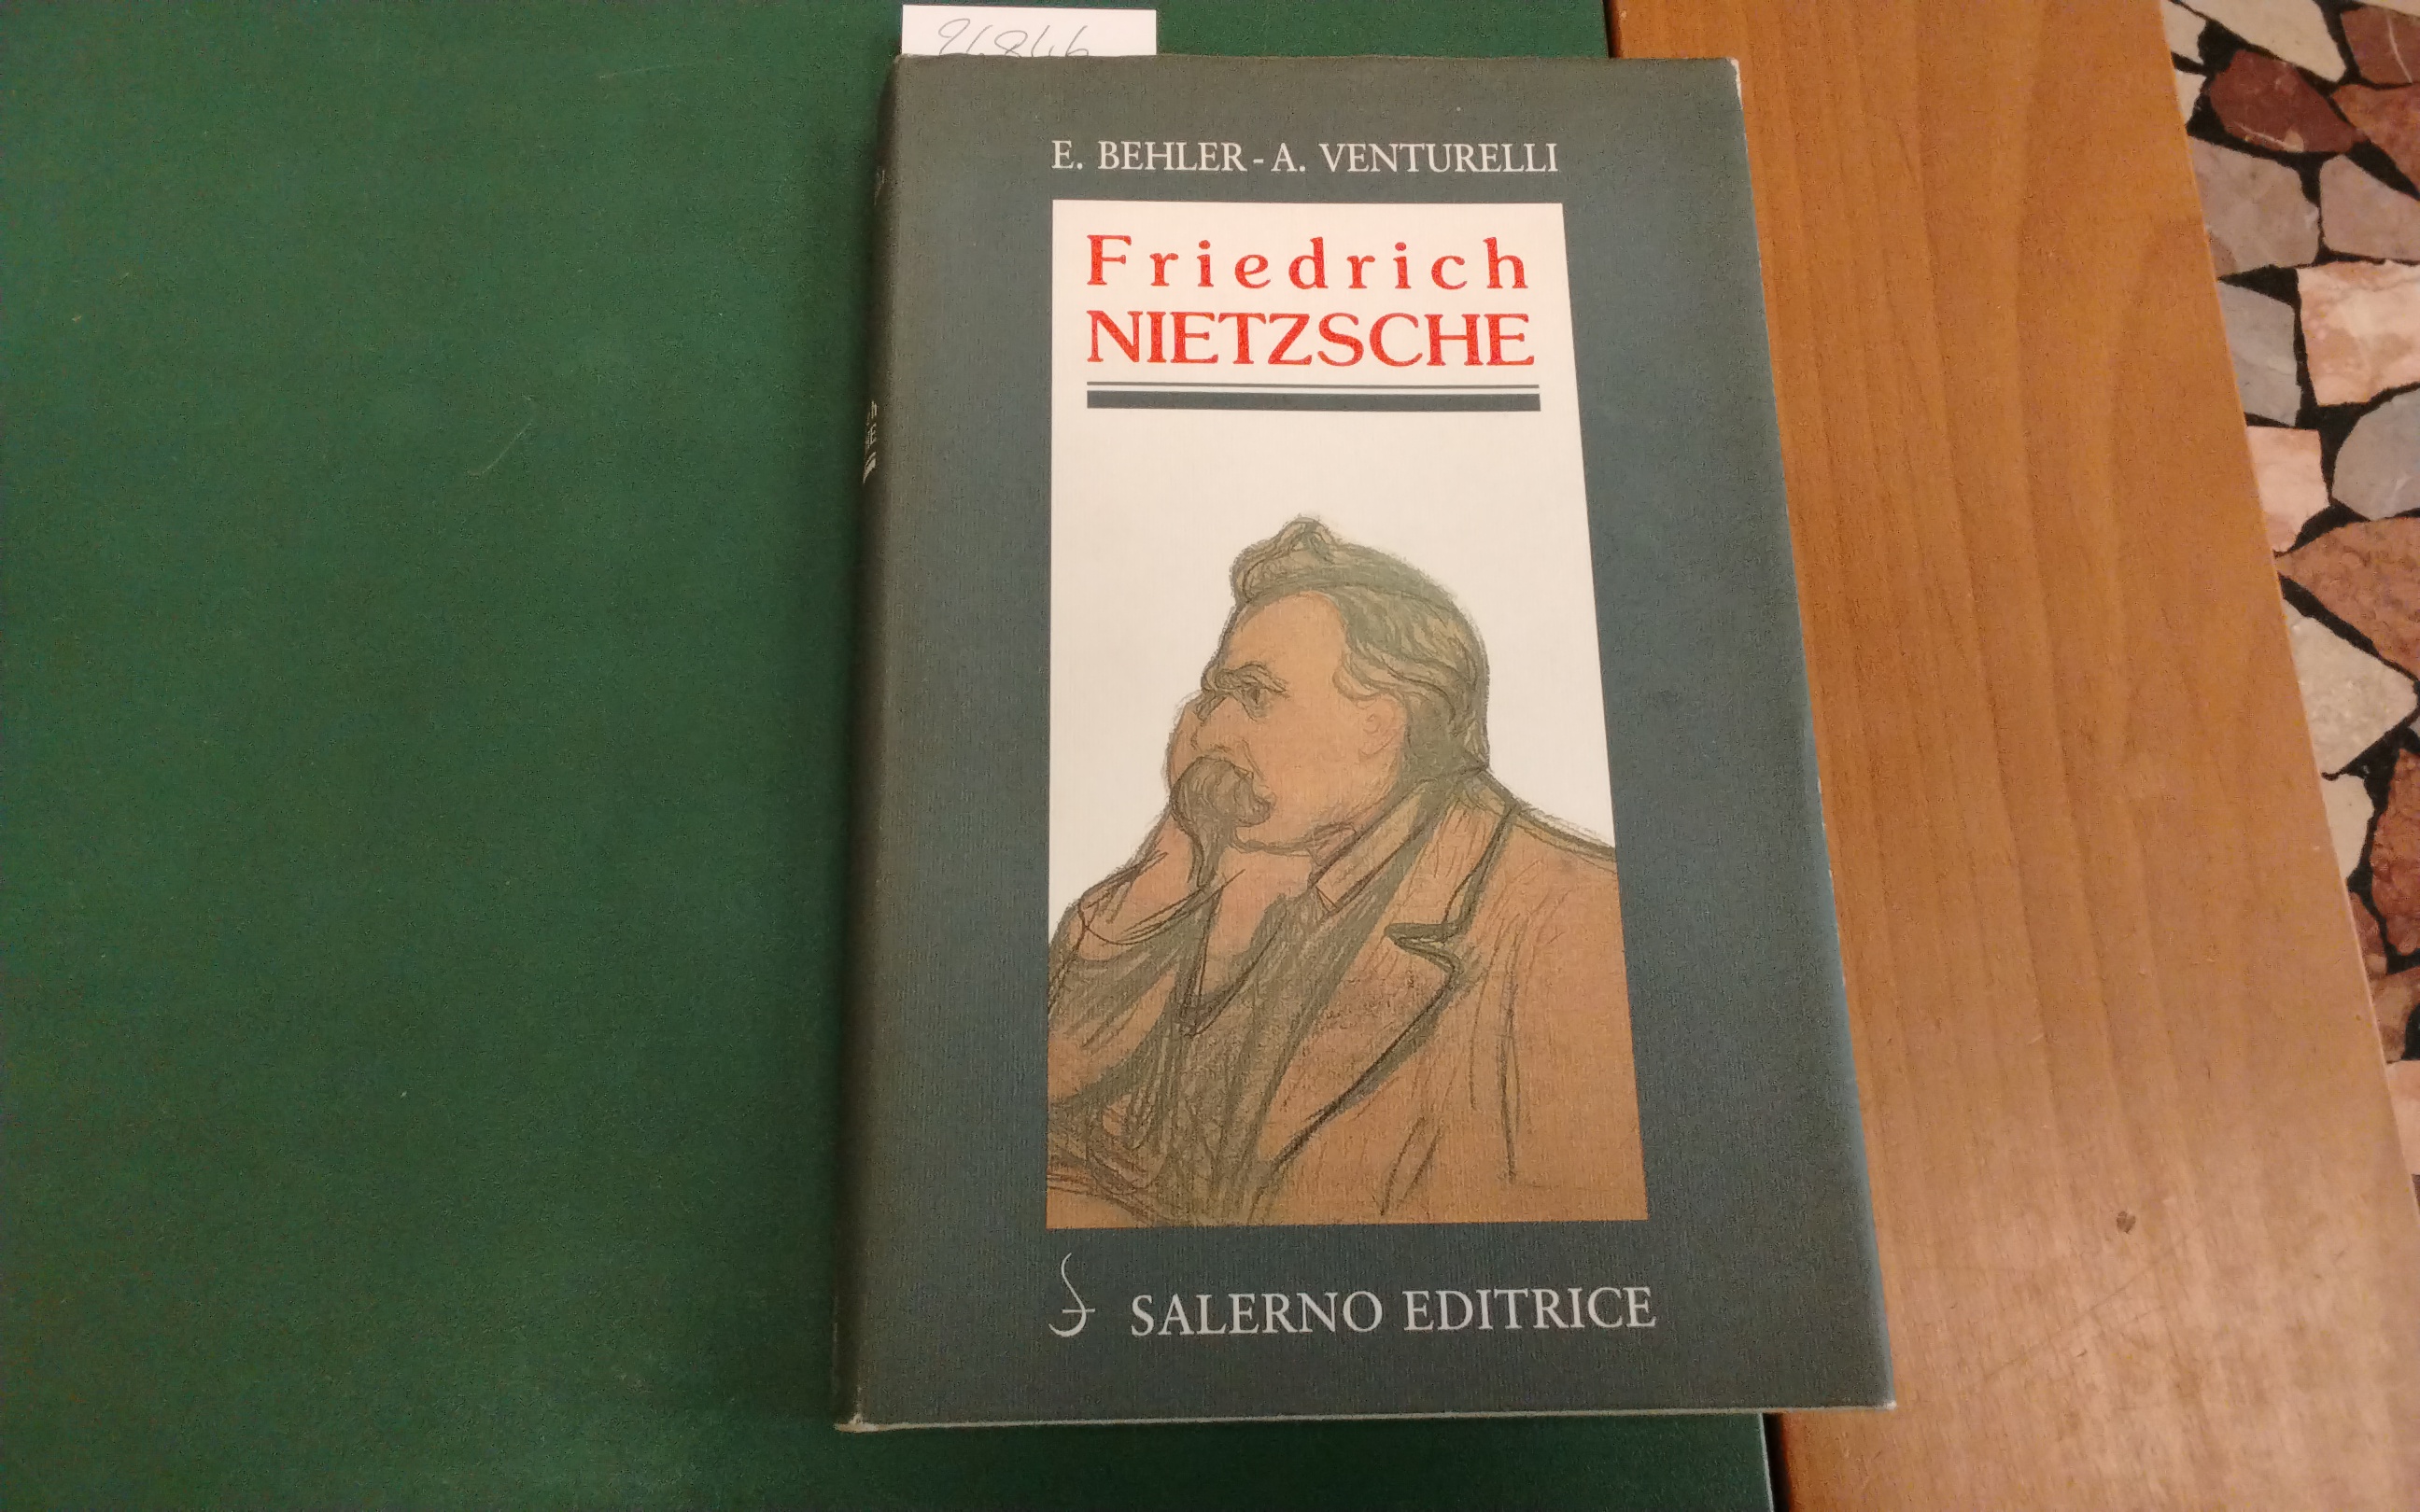 E. BEHLER - A. VENTURELLI
Friedrich
NIETZSCHE
SALERNO EDITRICE